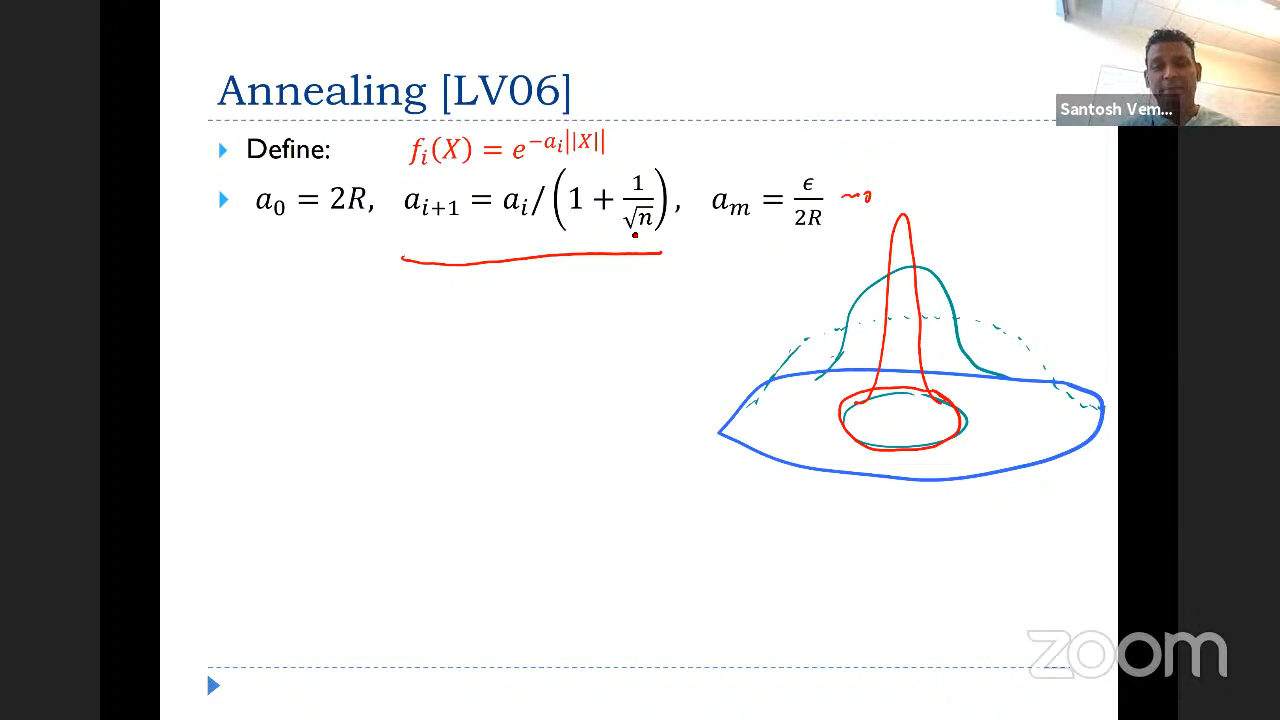 Annealing [LV06]
Santosh Vem...
Define: f_i(X) = e^{-a_i||X||}
a_0 = 2R, a_{i+1} = a_i/(1 + 1/√n), a_m = ϵ/2R ~0
zoom